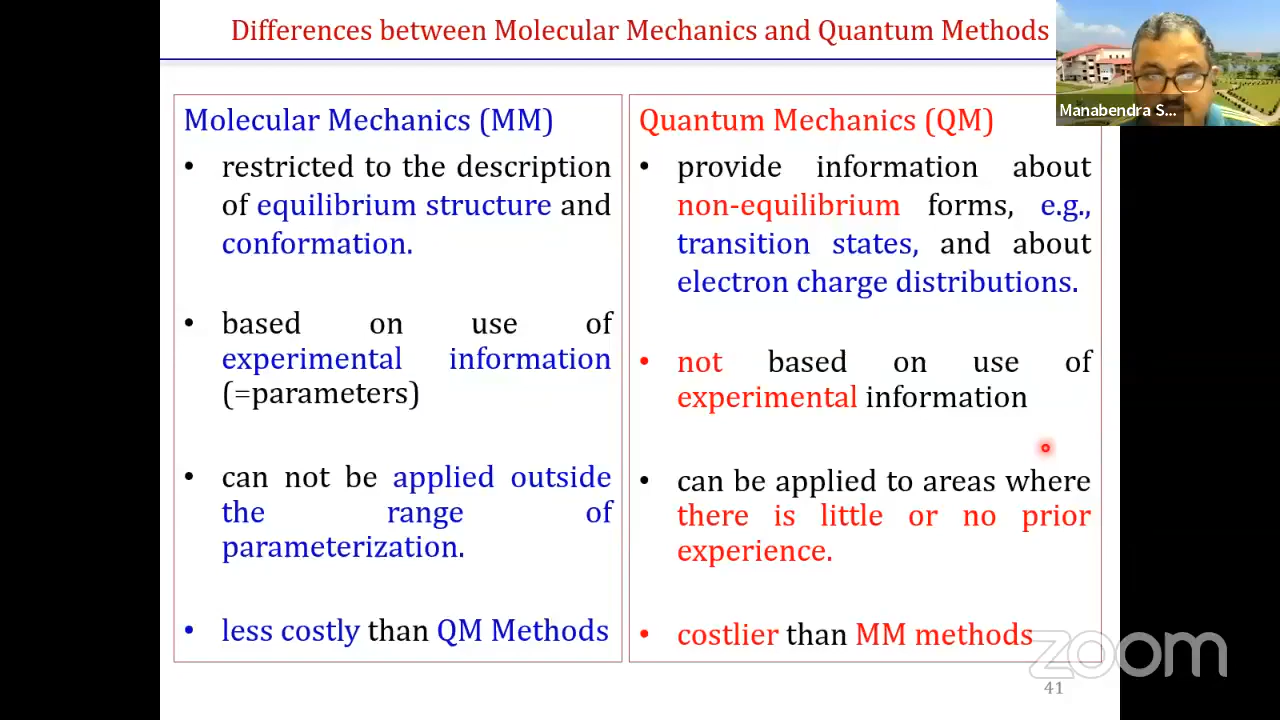 Differences between Molecular Mechanics and Quantum Methods
Manabendra S...
Molecular Mechanics (MM)
• restricted to the description
of equilibrium structure and
conformation.
• based on use of
experimental information
(=parameters)
• can not be applied outside
the range of
parameterization.
• less costly than QM Methods
Quantum Mechanics (QM)
• provide information about
non-equilibrium forms, e.g.,
transition states, and about
electron charge distributions.
• not based on use of
experimental information
• can be applied to areas where
there is little or no prior
experience.
• costlier than MM methods
zoom
41